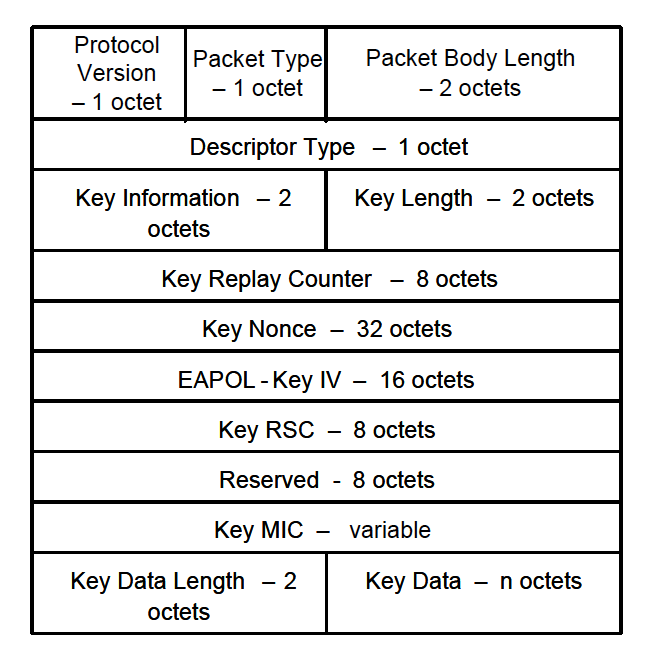 Protocol
Version
– 1 octet
Packet Type
– 1 octet
Packet Body Length
– 2 octets
Descriptor Type – 1 octet
Key Information – 2
octets
Key Length – 2 octets
Key Replay Counter – 8 octets
Key Nonce – 32 octets
EAPOL - Key IV – 16 octets
Key RSC – 8 octets
Reserved - 8 octets
Key MIC – variable
Key Data Length – 2
octets
Key Data – n octets